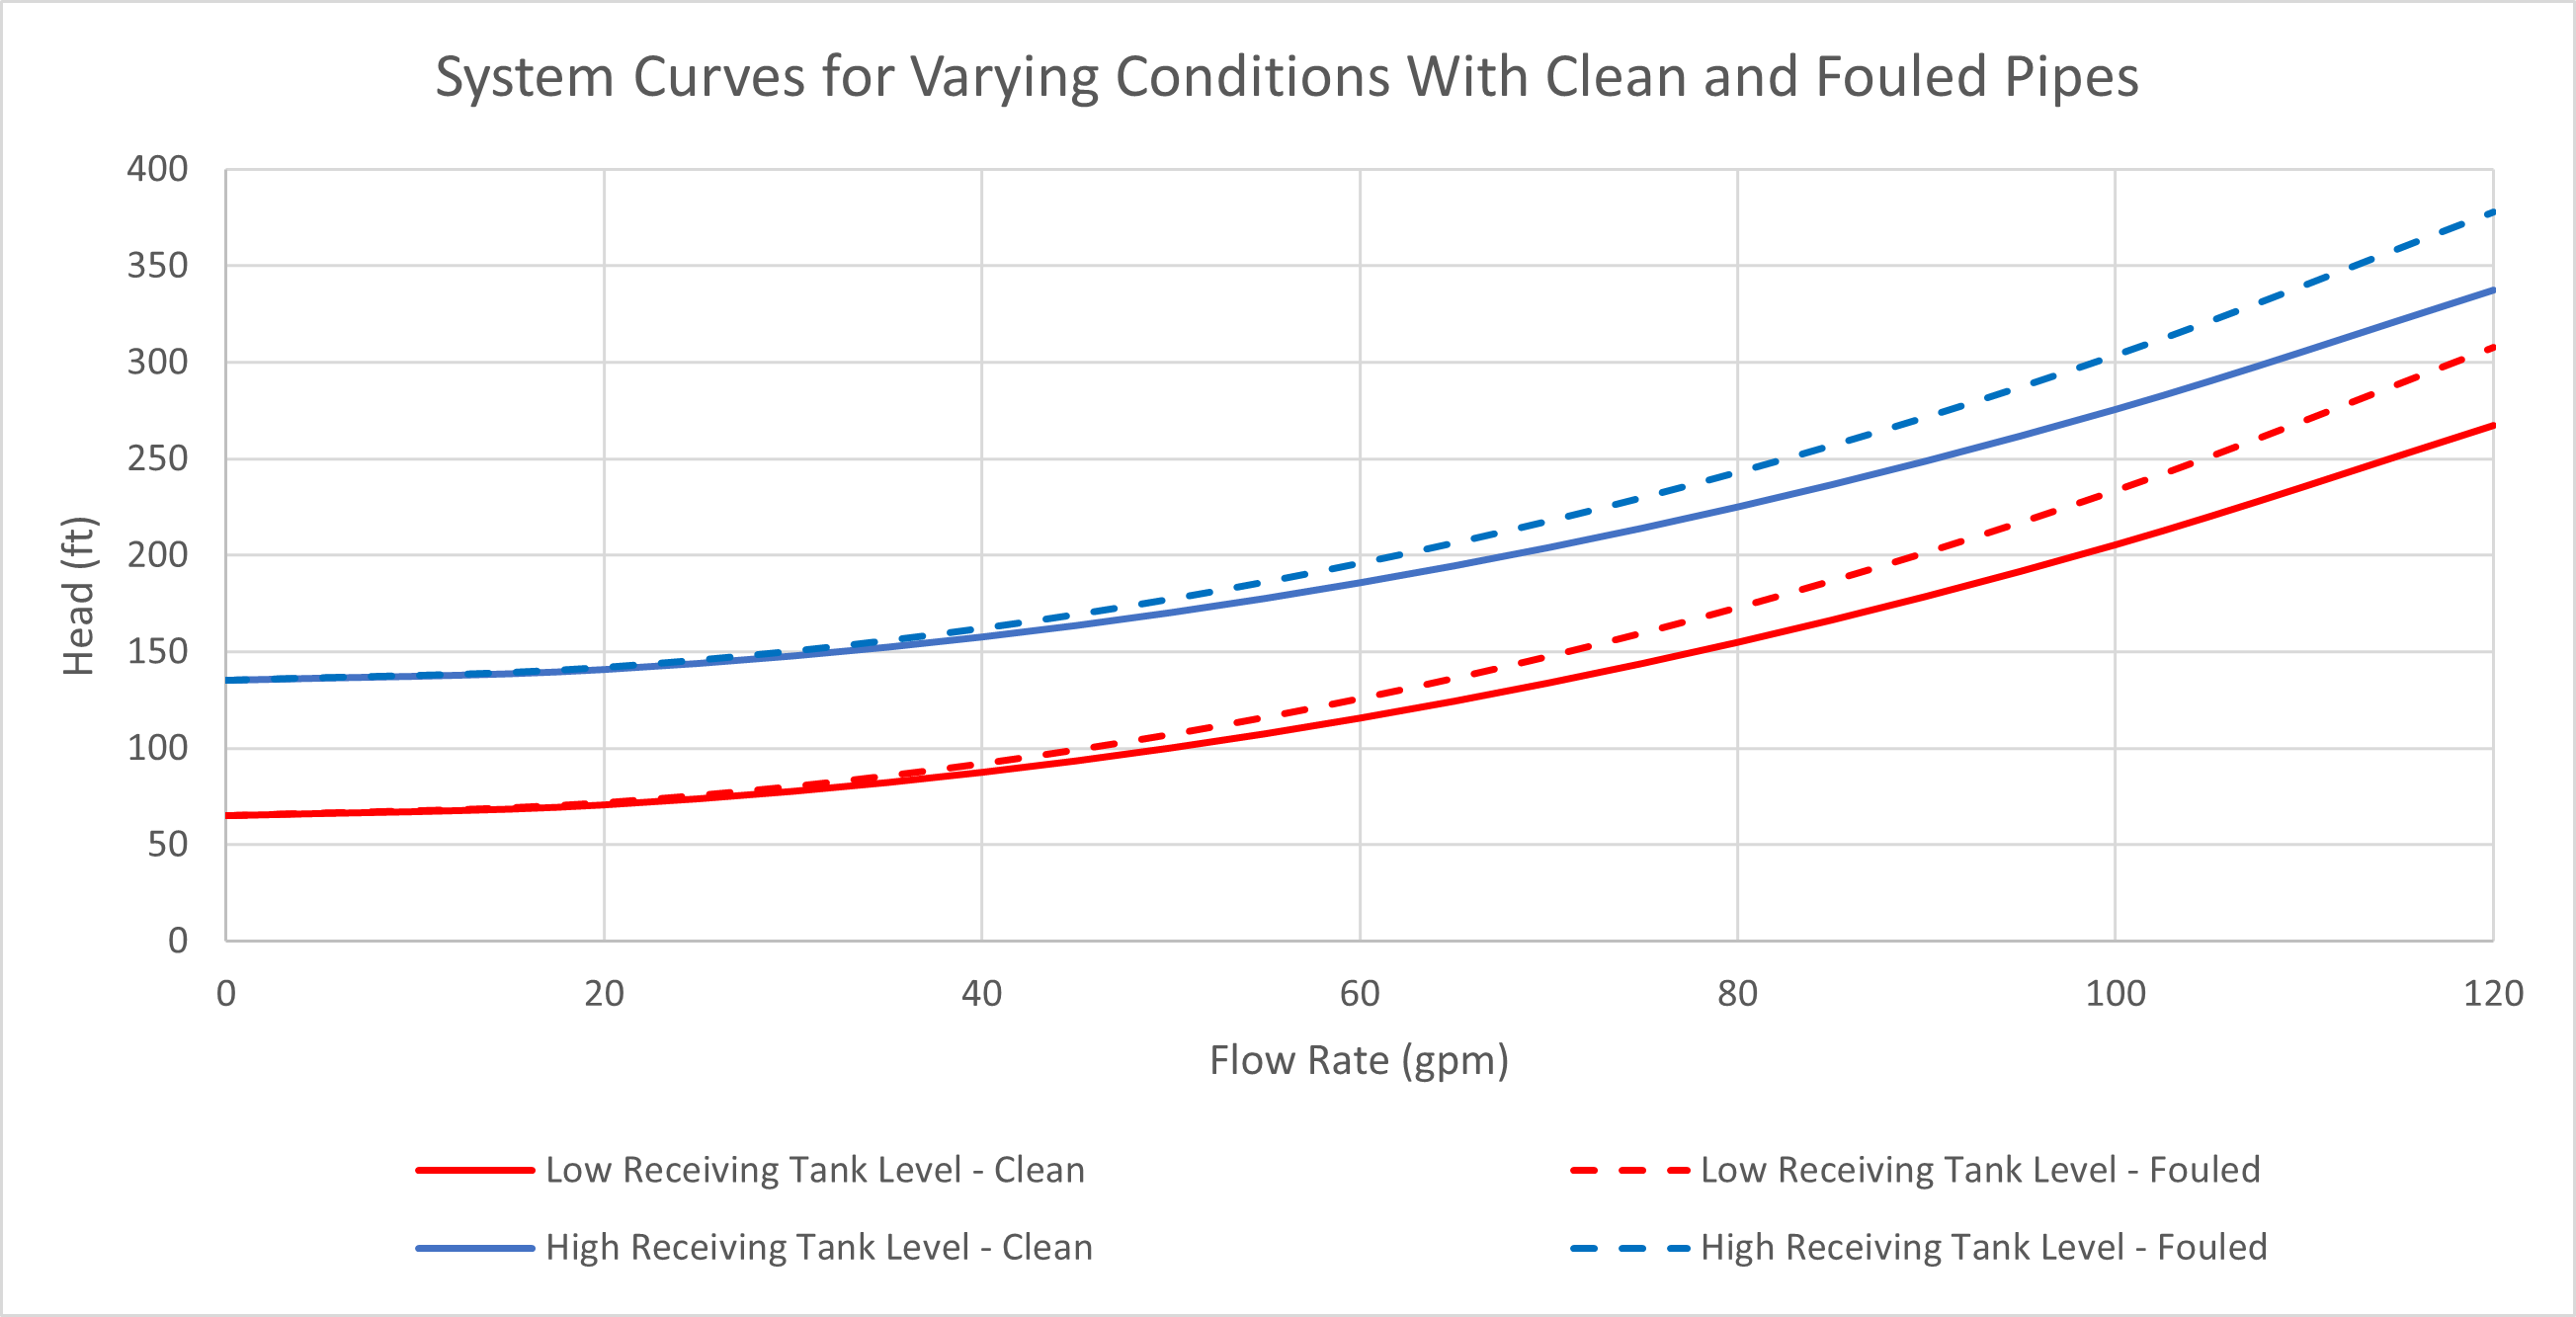 System Curves for Varying Conditions With Clean and Fouled Pipes
400
350
300
250
200
150
100
50
0
Head (ft)
0 20 40 60 80 100 120
Flow Rate (gpm)
Low Receiving Tank Level - Clean
Low Receiving Tank Level - Fouled
High Receiving Tank Level - Clean
High Receiving Tank Level - Fouled